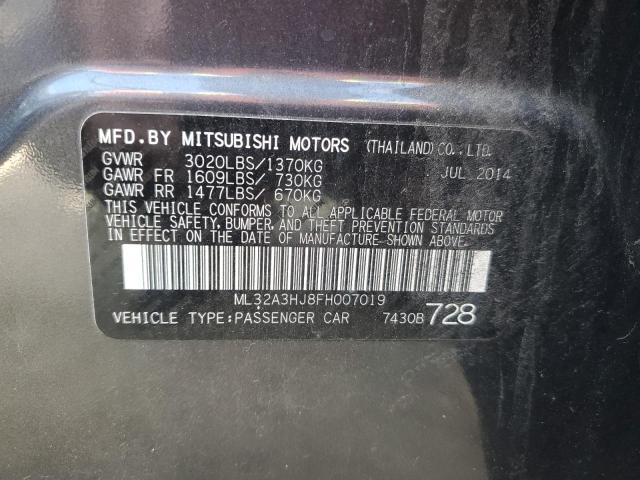 MFD.BY MITSUBISHI MOTORS (THAILAND)CO.,LTD.
GVWR 3020LBS/1370KG JUL 2014
GAWR FR 1609LBS/ 730KG
GAWR RR 1477LBS/ 670KG
THIS VEHICLE CONFORMS TO ALL APPLICABLE FEDERAL MOTOR
VEHICLE SAFETY, BUMPER, AND THEFT PREVENTION STANDARDS
IN EFFECT ON THE DATE OF MANUFACTURE SHOWN ABOVE.
ML32A3HJ8FH007019
VEHICLE TYPE:PASSENGER CAR 7430B 728